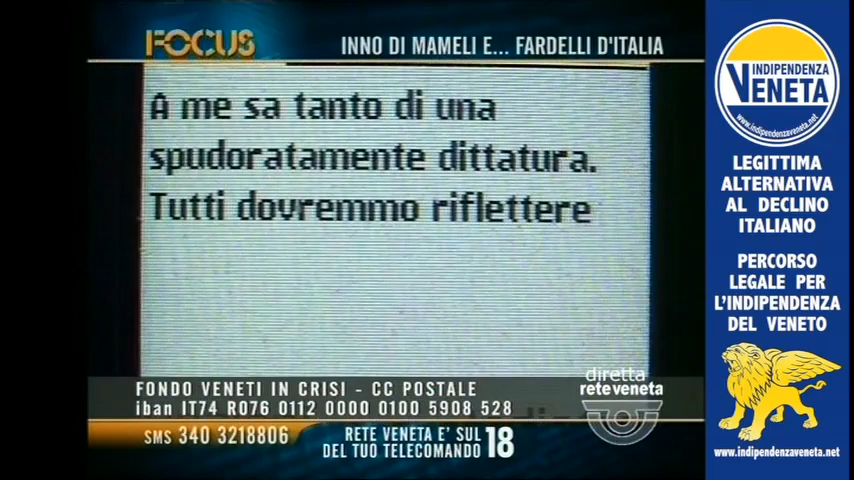 FOCUS
INNO DI MAMELI E... FARDELLI D'ITALIA
A me sa tanto di una
spudoratamente dittatura.
Tutti dovremmo riflettere
diretta
reteveneta
FONDO VENETI IN CRISI - CC POSTALE
iban IT74 R076 0112 0000 0100 5908 528
SMS 340 3218806
RETE VENETA E' SUL
DEL TUO TELECOMANDO 18
INDIPENDENZA
VENETA
www.indipendenzaveneta.net
LEGITTIMA
ALTERNATIVA
AL DECLINO
ITALIANO
PERCORSO
LEGALE PER
L'INDIPENDENZA
DEL VENETO
www.indipendenzaveneta.net